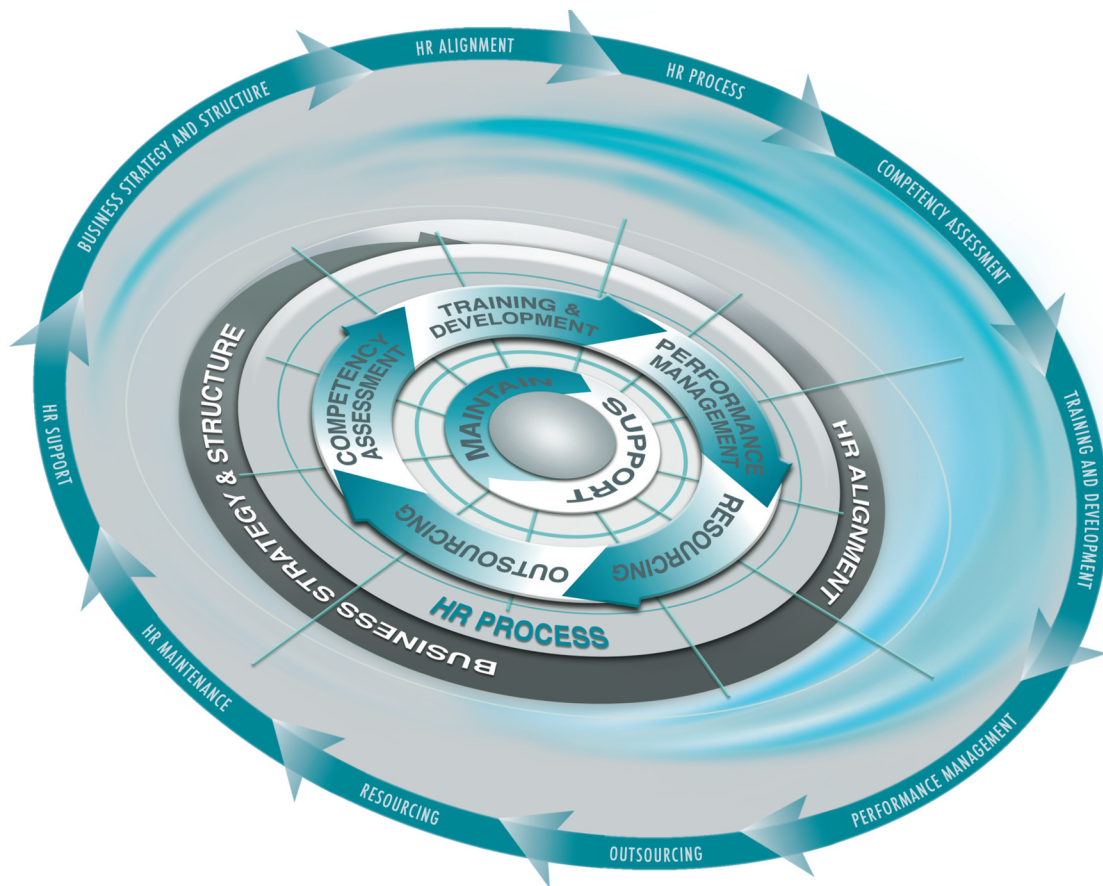 HR ALIGNMENT
HR PROCESS
COMPETENCY ASSESSMENT
TRAINING AND DEVELOPMENT
PERFORMANCE MANAGEMENT
OUTSOURCING
RESOURCING
HR MAINTENANCE
HR SUPPORT
BUSINESS STRATEGY AND STRUCTURE
BUSINESS STRATEGY & STRUCTURE
HR ALIGNMENT
HR PROCESS
TRAINING &
DEVELOPMENT
PERFORMANCE
MANAGEMENT
RESOURCING
OUTSOURCING
COMPETENCY
ASSESSMENT
MAINTAIN
SUPPORT